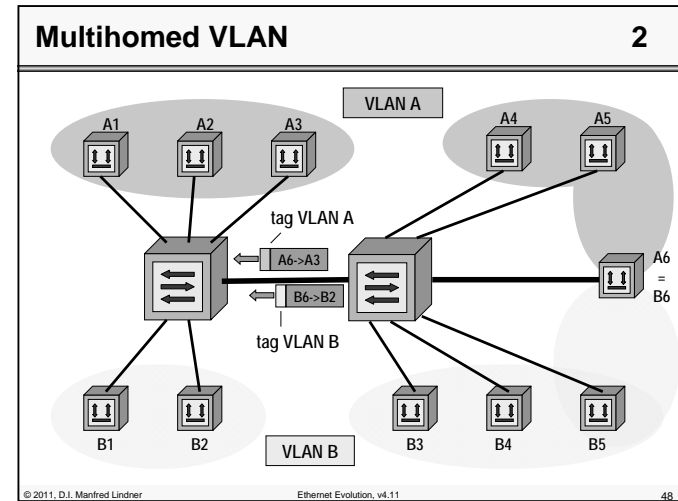 Multihomed VLAN 2
VLAN A
A1 A2 A3 A4 A5
tag VLAN A
A6->A3
A6
=
B6
B6->B2
tag VLAN B
B1 B2 B3 B4 B5
VLAN B
© 2011, D.I. Manfred Lindner Ethernet Evolution, v4.11 48